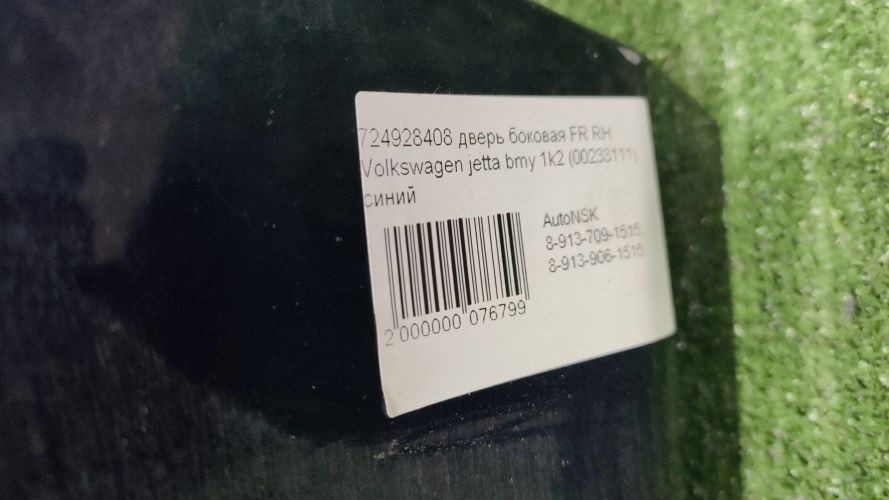 724928408 дверь боковая FR RH
Volkswagen jetta bmy 1k2 (00233111)
синий
AutoNSK
8-913-709-1515,
8-913-906-1515
2 000000 076799